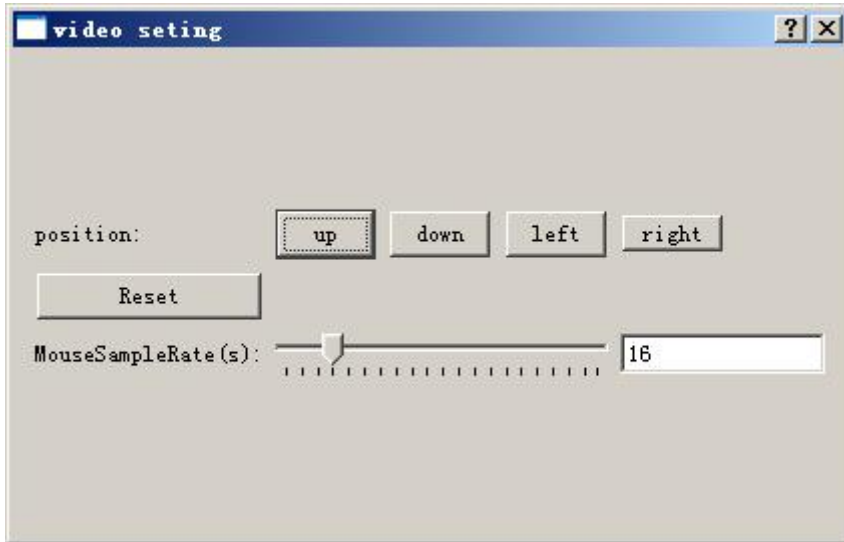 video seting
position: up down left right
Reset
MouseSampleRate(s): 16